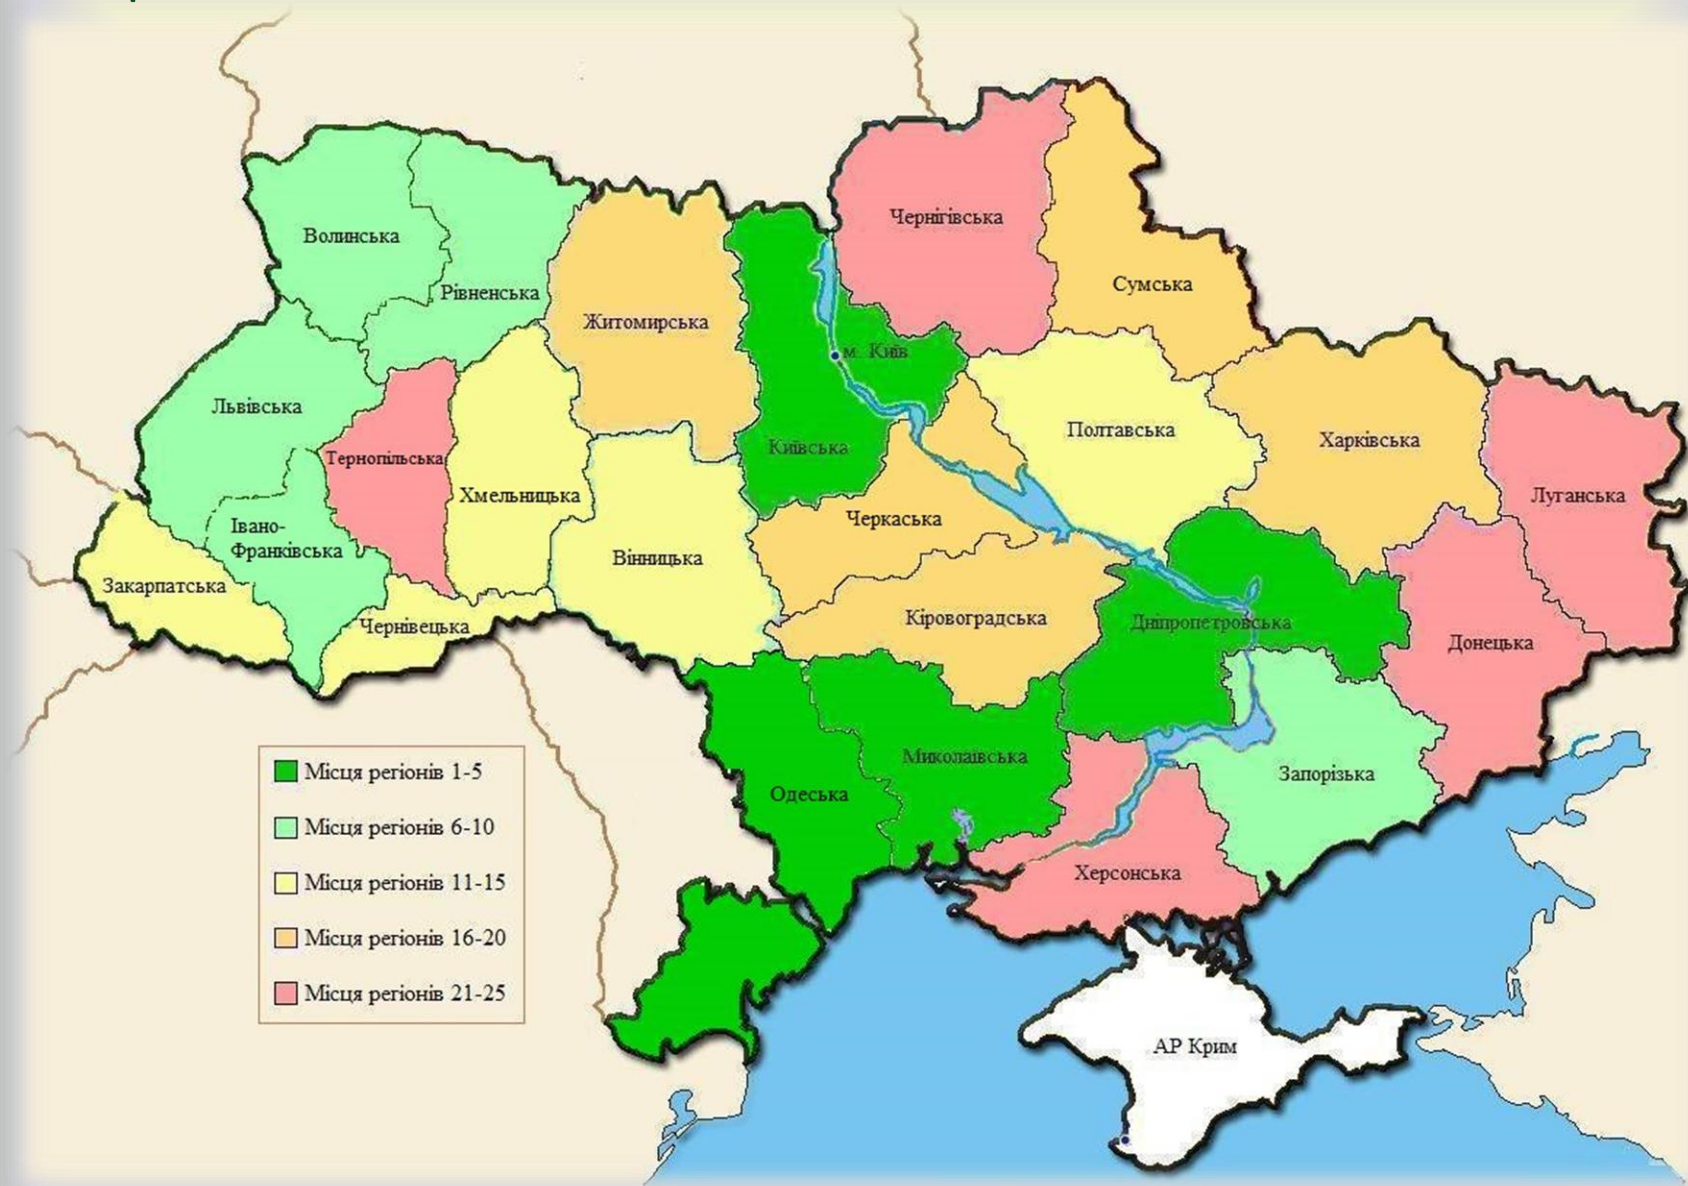 Чернігівська
Волинська
Сумська
Рівненська
Житомирська
м. Київ
Львівська
Полтавська
Харківська
Київська
Тернопільська
Хмельницька
Луганська
Черкаська
Івано-
Франківська
Вінницька
Закарпатська
Кіровоградська
Дніпропетровська
Чернівецька
Донецька
Миколаївська
Запорізька
Одеська
Херсонська
АР Крим
Місця регіонів 1-5
Місця регіонів 6-10
Місця регіонів 11-15
Місця регіонів 16-20
Місця регіонів 21-25